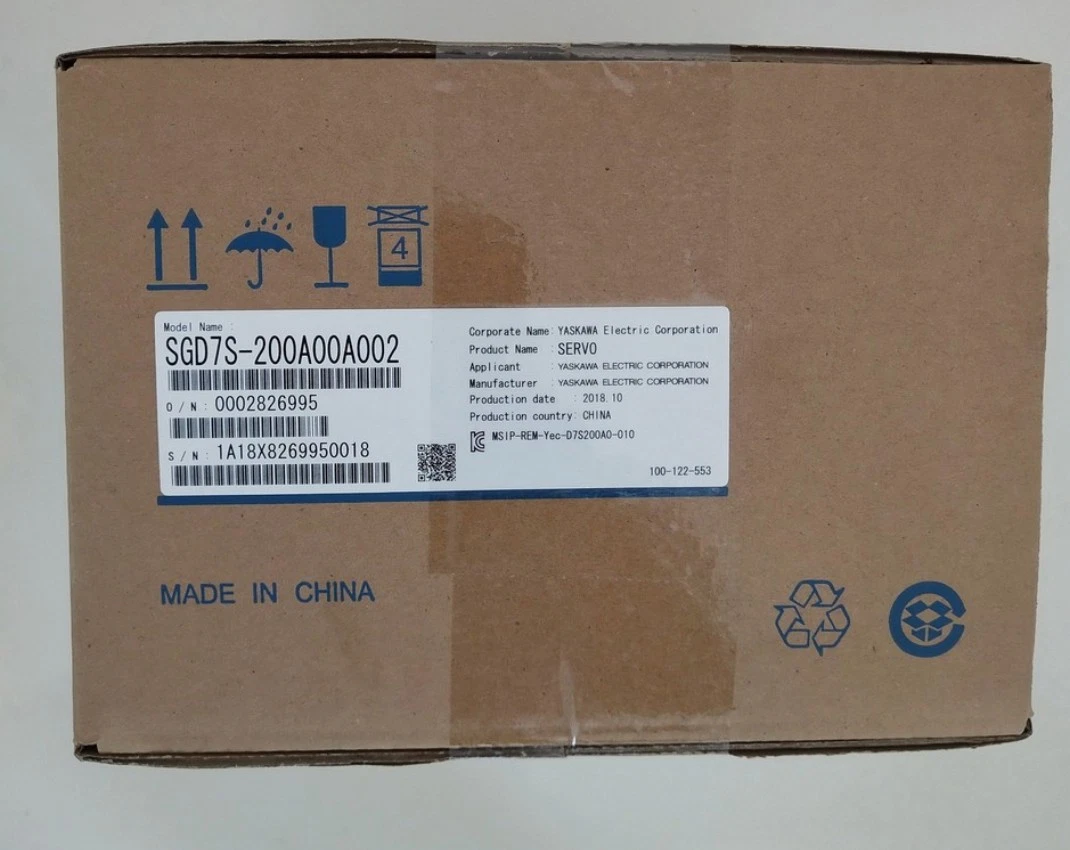 4
Model Name :
SGD7S-200A00A002
O / N : 0002826995
S / N : 1A18X8269950018
Corporate Name: YASKAWA Electric Corporation
Product Name : SERVO
Applicant : YASKAWA ELECTRIC CORPORATION
Manufacturer : YASKAWA ELECTRIC CORPORATION
Production date : 2018.10
Production country: CHINA
MSIP-REM-Yec-D7S200A0-010
100-122-553
MADE IN CHINA